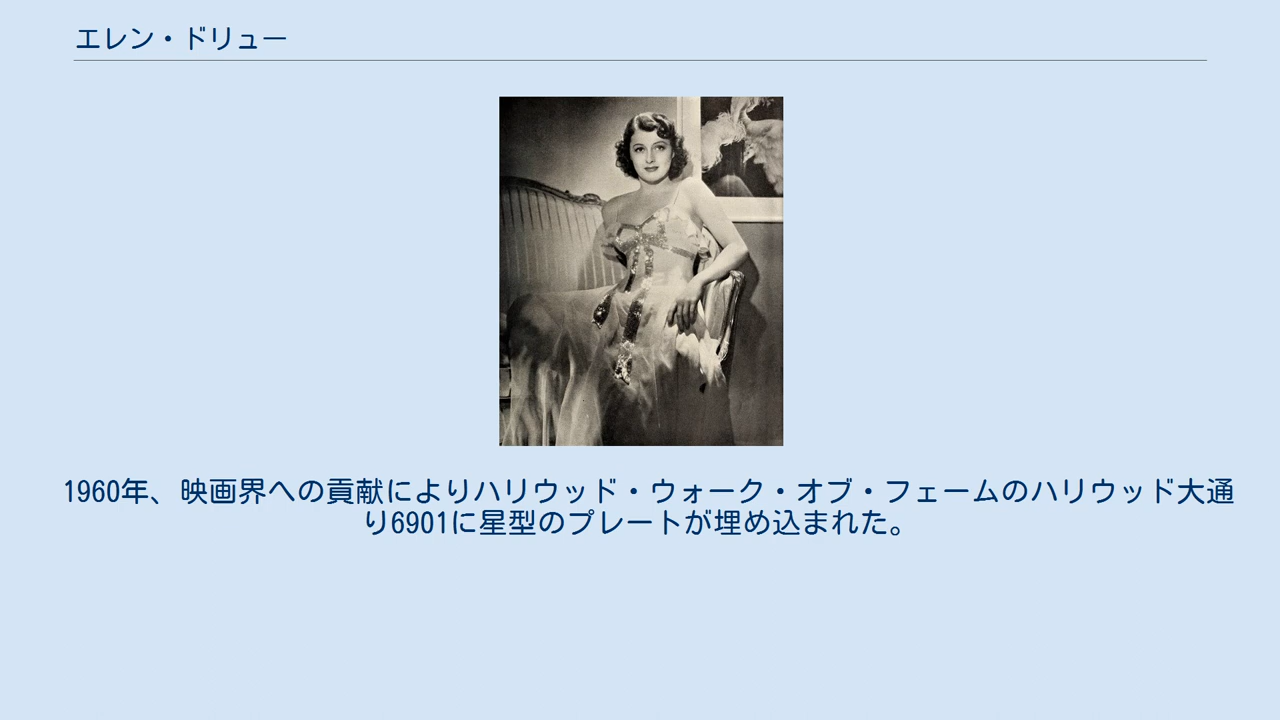 エレン・ドリュー
1960年、映画界への貢献によりハリウッド・ウォーク・オブ・フェームのハリウッド大通
り6901に星型のプレートが埋め込まれた。